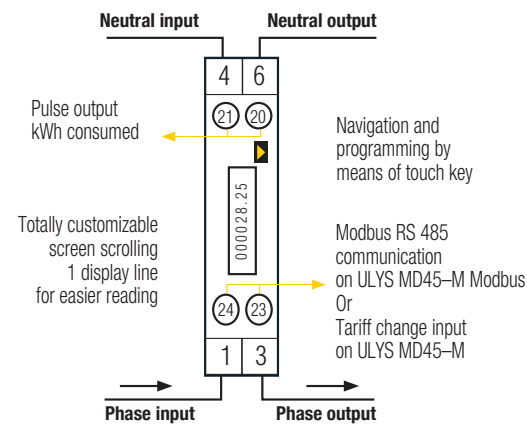 Neutral input
Neutral output
4
6
21
20
Pulse output
kWh consumed
Navigation and
programming by
means of touch key
000028.25
Totally customizable
screen scrolling
1 display line
for easier reading
Modbus RS 485
communication
on ULYS MD45–M Modbus
Or
Tariff change input
on ULYS MD45–M
24
23
1
3
Phase input
Phase output